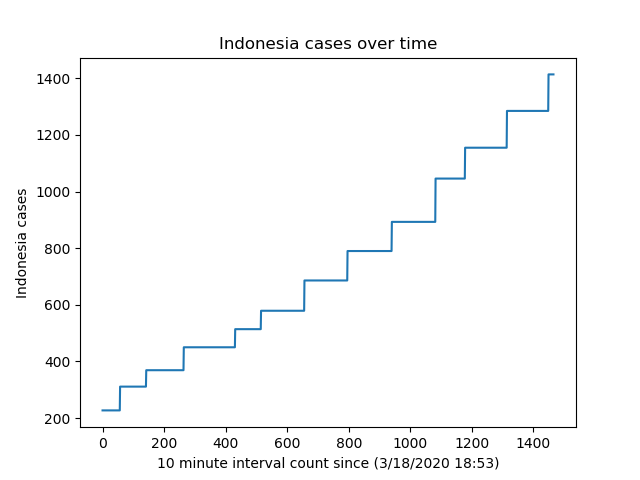 Indonesia cases over time
1400
1200
1000
800
600
400
200
Indonesia cases
0 200 400 600 800 1000 1200 1400
10 minute interval count since (3/18/2020 18:53)